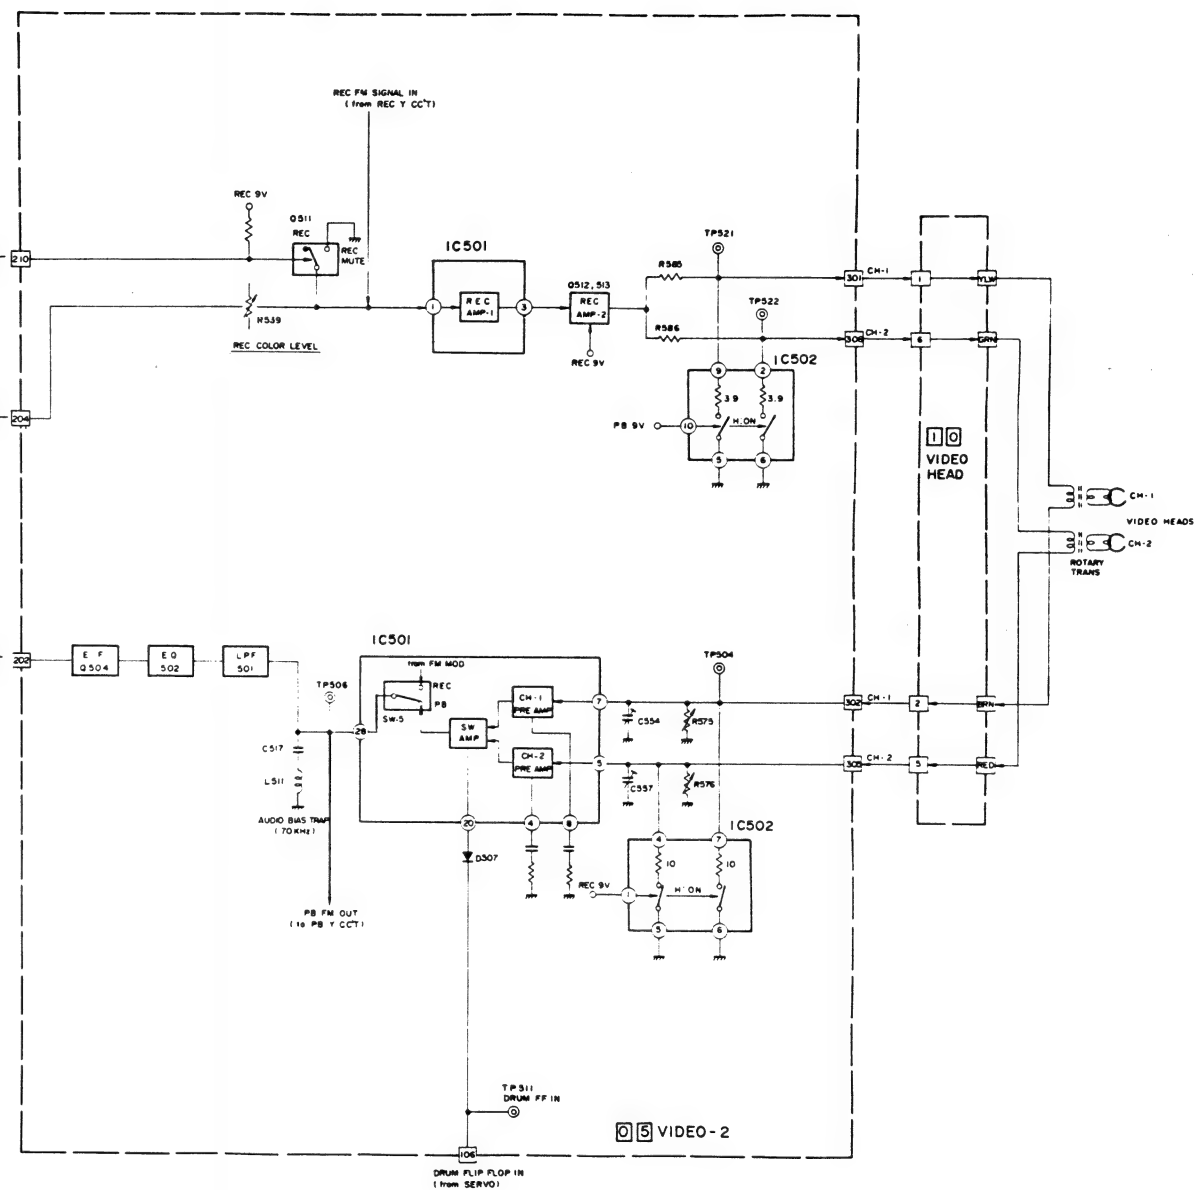 REC FM SIGNAL IN
( from REC Y CC'T)
REC 9V
Q511
REC
REC
MUTE
210
R539
REC COLOR LEVEL
204
IC501
1
REC
AMP-1
3
Q512, 513
REC
AMP-2
REC 9V
R585
R586
TP521
TP522
IC502
9
2
3.9
3.9
PB 9V
10
H:ON
5
6
301
CH-1
1
YLW
308
CH-2
6
GRN
1 0
VIDEO
HEAD
CH-1
VIDEO HEADS
CH-2
ROTARY
TRANS
202
E F
Q504
EQ
502
LPF
501
TP506
C517
L511
AUDIO BIAS TRAP
( 70 KHz )
PB FM OUT
( to PB Y CC'T)
IC501
from FM MOD
REC
PB
SW-5
28
SW
AMP
CH-1
PRE AMP
CH-2
PRE AMP
7
5
20
4
8
D307
C554
R575
C557
R576
TP504
IC502
4
7
10
10
REC 9V
1
H:ON
5
6
302
CH-1
2
BRN
305
CH-2
5
RED
TP511
DRUM FF IN
106
DRUM FLIP FLOP IN
( from SERVO)
0 5 VIDEO-2